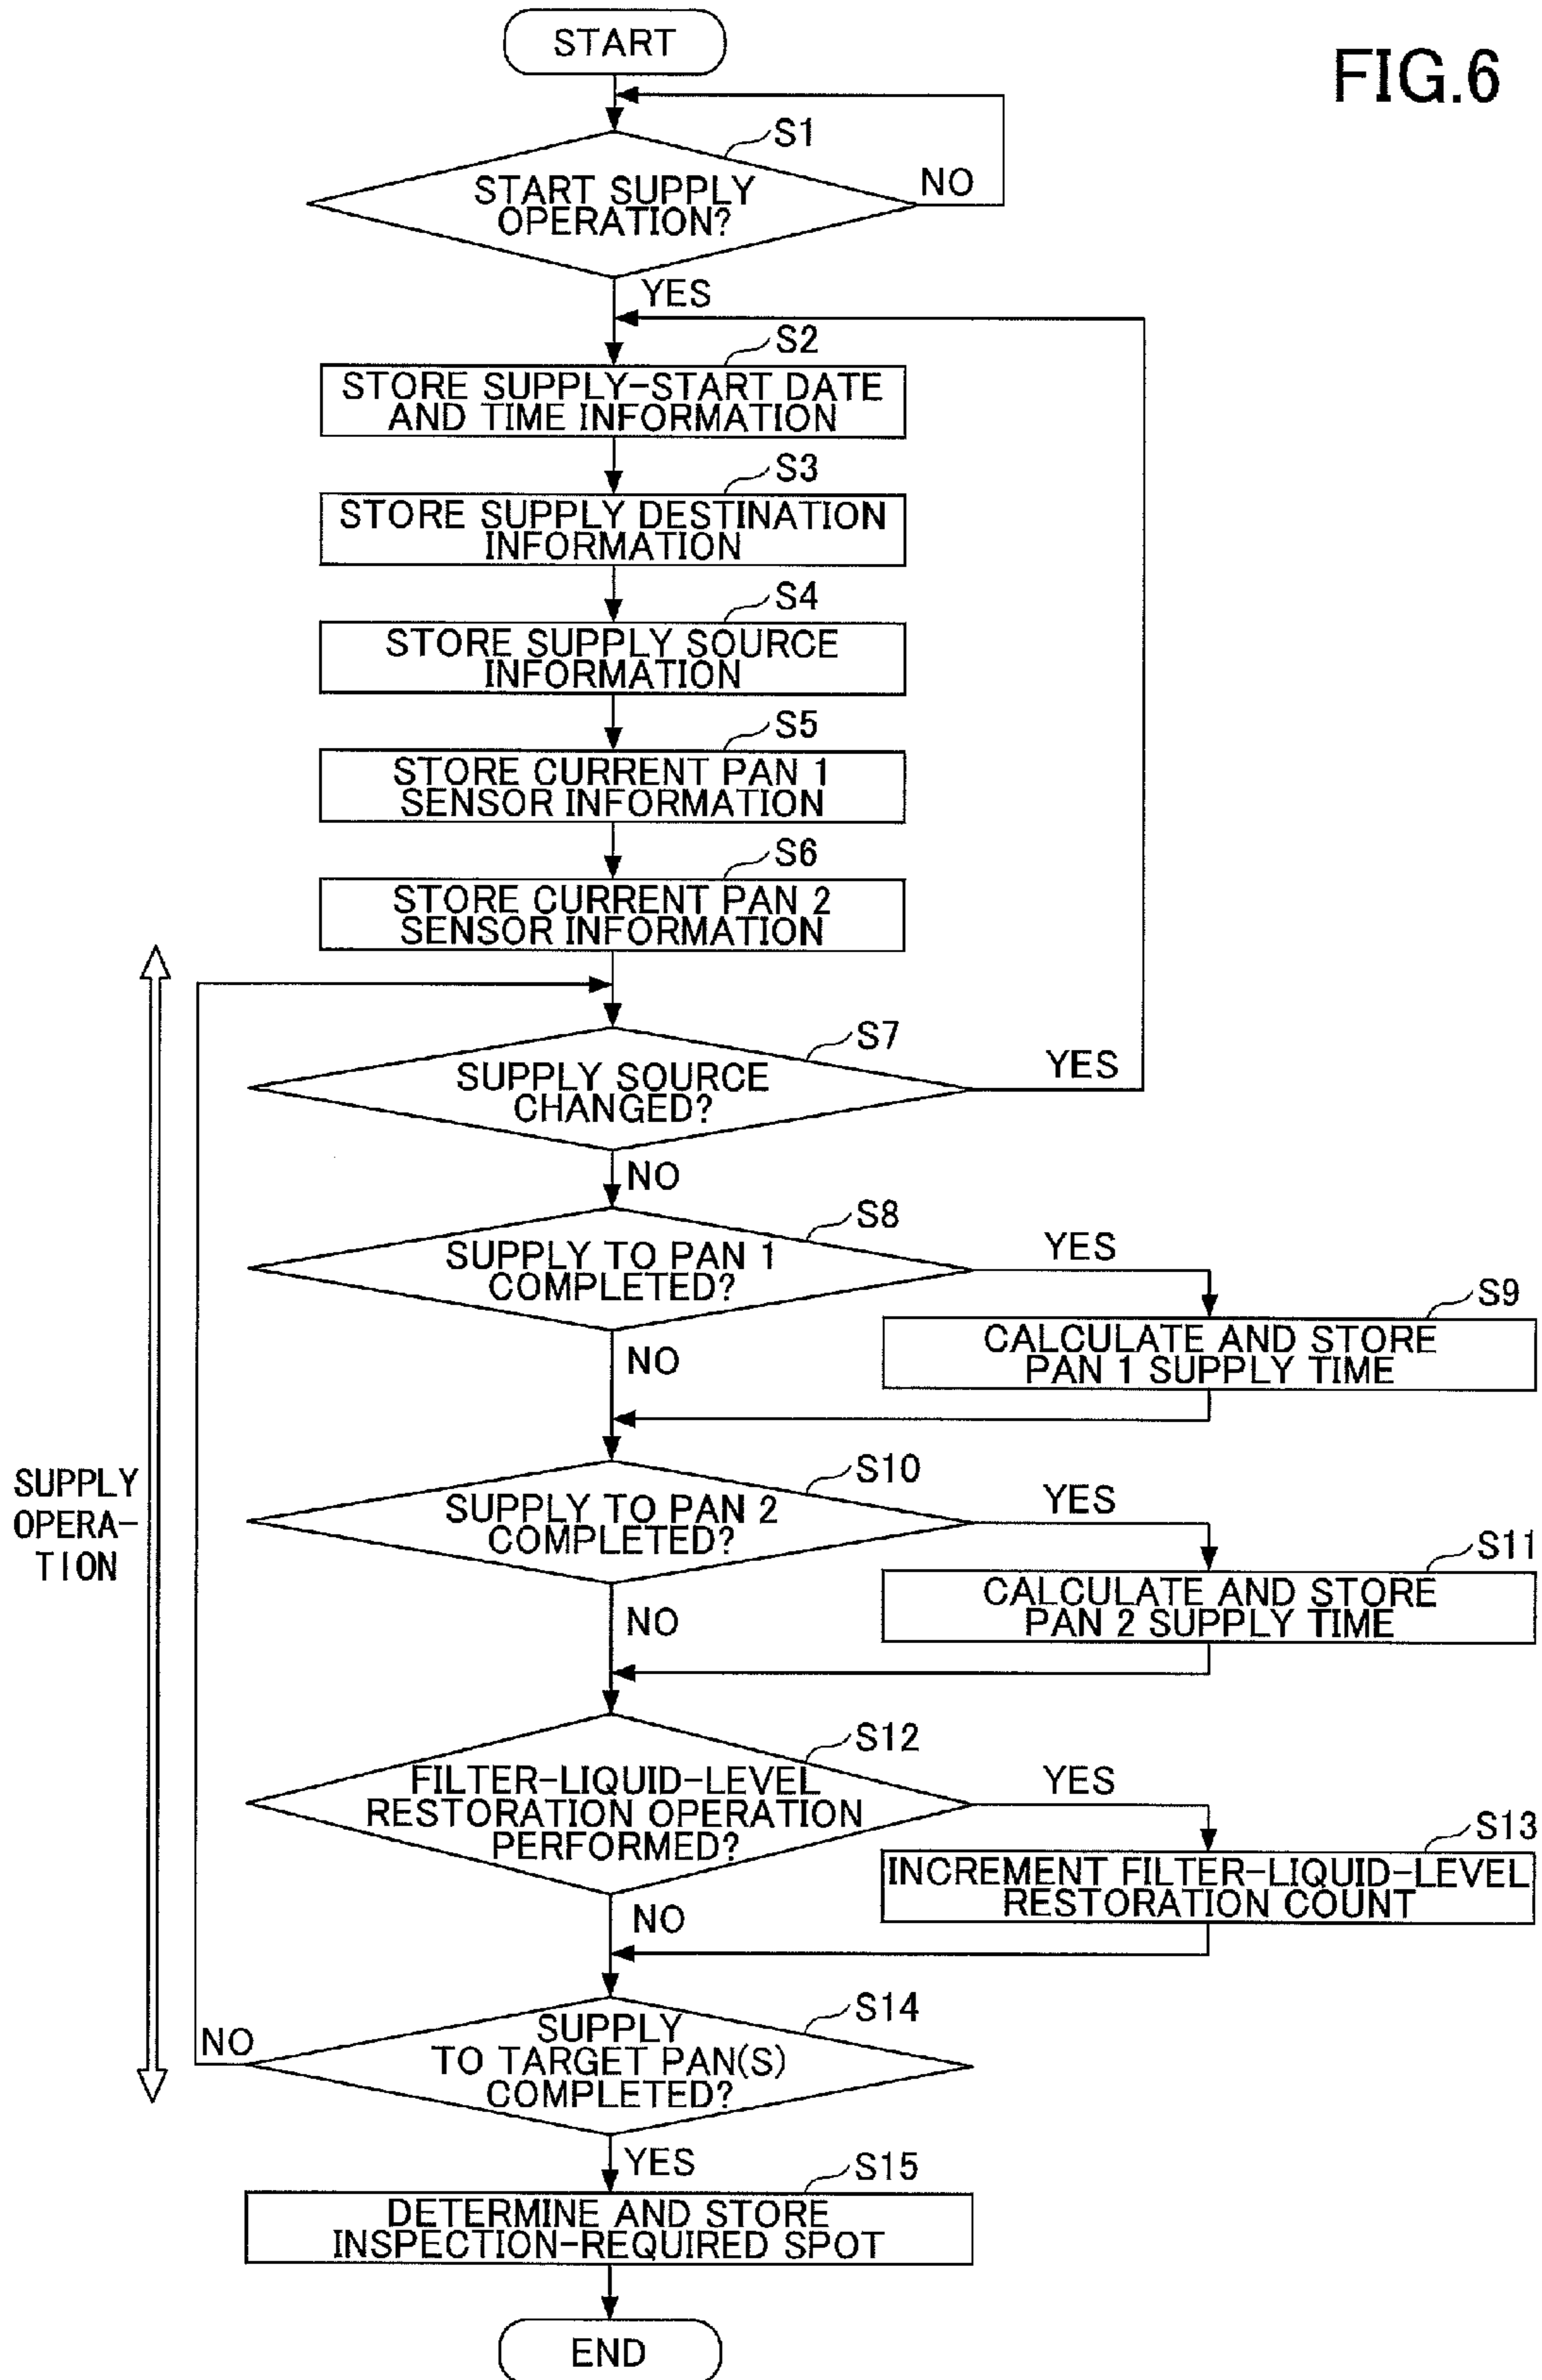 START
FIG.6
S1
START SUPPLY
OPERATION?
NO
YES
S2
STORE SUPPLY-START DATE
AND TIME INFORMATION
S3
STORE SUPPLY DESTINATION
INFORMATION
S4
STORE SUPPLY SOURCE
INFORMATION
S5
STORE CURRENT PAN 1
SENSOR INFORMATION
S6
STORE CURRENT PAN 2
SENSOR INFORMATION
S7
SUPPLY SOURCE
CHANGED?
YES
NO
S8
SUPPLY TO PAN 1
COMPLETED?
YES
S9
CALCULATE AND STORE
PAN 1 SUPPLY TIME
NO
S10
SUPPLY TO PAN 2
COMPLETED?
YES
S11
CALCULATE AND STORE
PAN 2 SUPPLY TIME
NO
SUPPLY
OPERA-
TION
S12
FILTER-LIQUID-LEVEL
RESTORATION OPERATION
PERFORMED?
YES
S13
INCREMENT FILTER-LIQUID-LEVEL
RESTORATION COUNT
NO
S14
SUPPLY
TO TARGET PAN(S)
COMPLETED?
NO
YES
S15
DETERMINE AND STORE
INSPECTION-REQUIRED SPOT
END